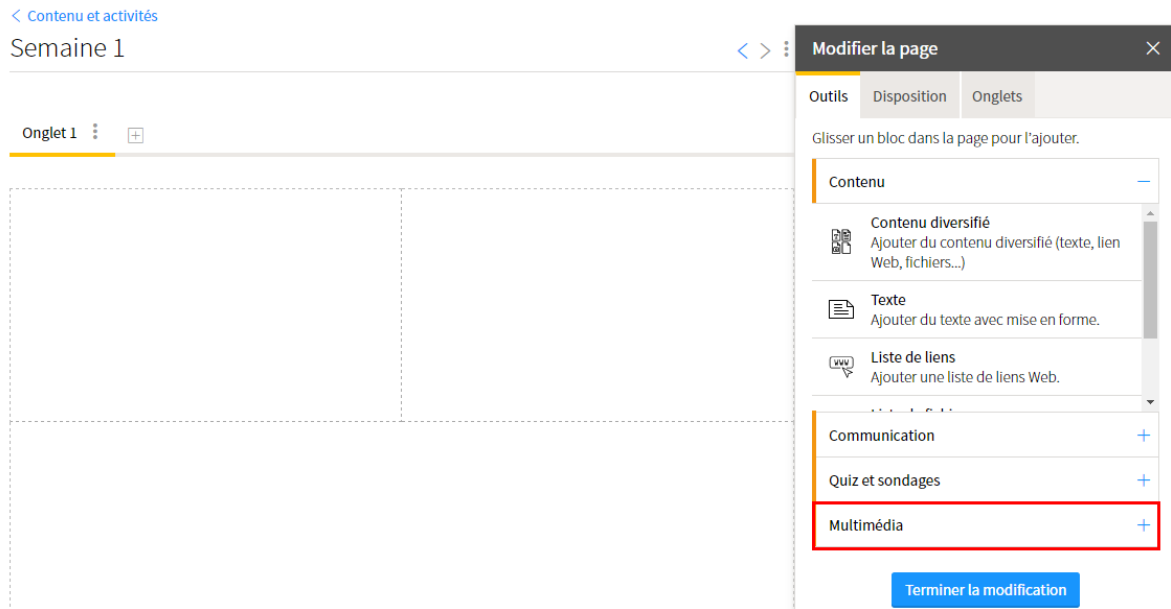 < Contenu et activités
Semaine 1
Onglet 1
Modifier la page
Outils Disposition Onglets
Glisser un bloc dans la page pour l'ajouter.
Contenu
Contenu diversifié
Ajouter du contenu diversifié (texte, lien
Web, fichiers...)
Texte
Ajouter du texte avec mise en forme.
WWW
Liste de liens
Ajouter une liste de liens Web.
Communication
Quiz et sondages
Multimédia
Terminer la modification